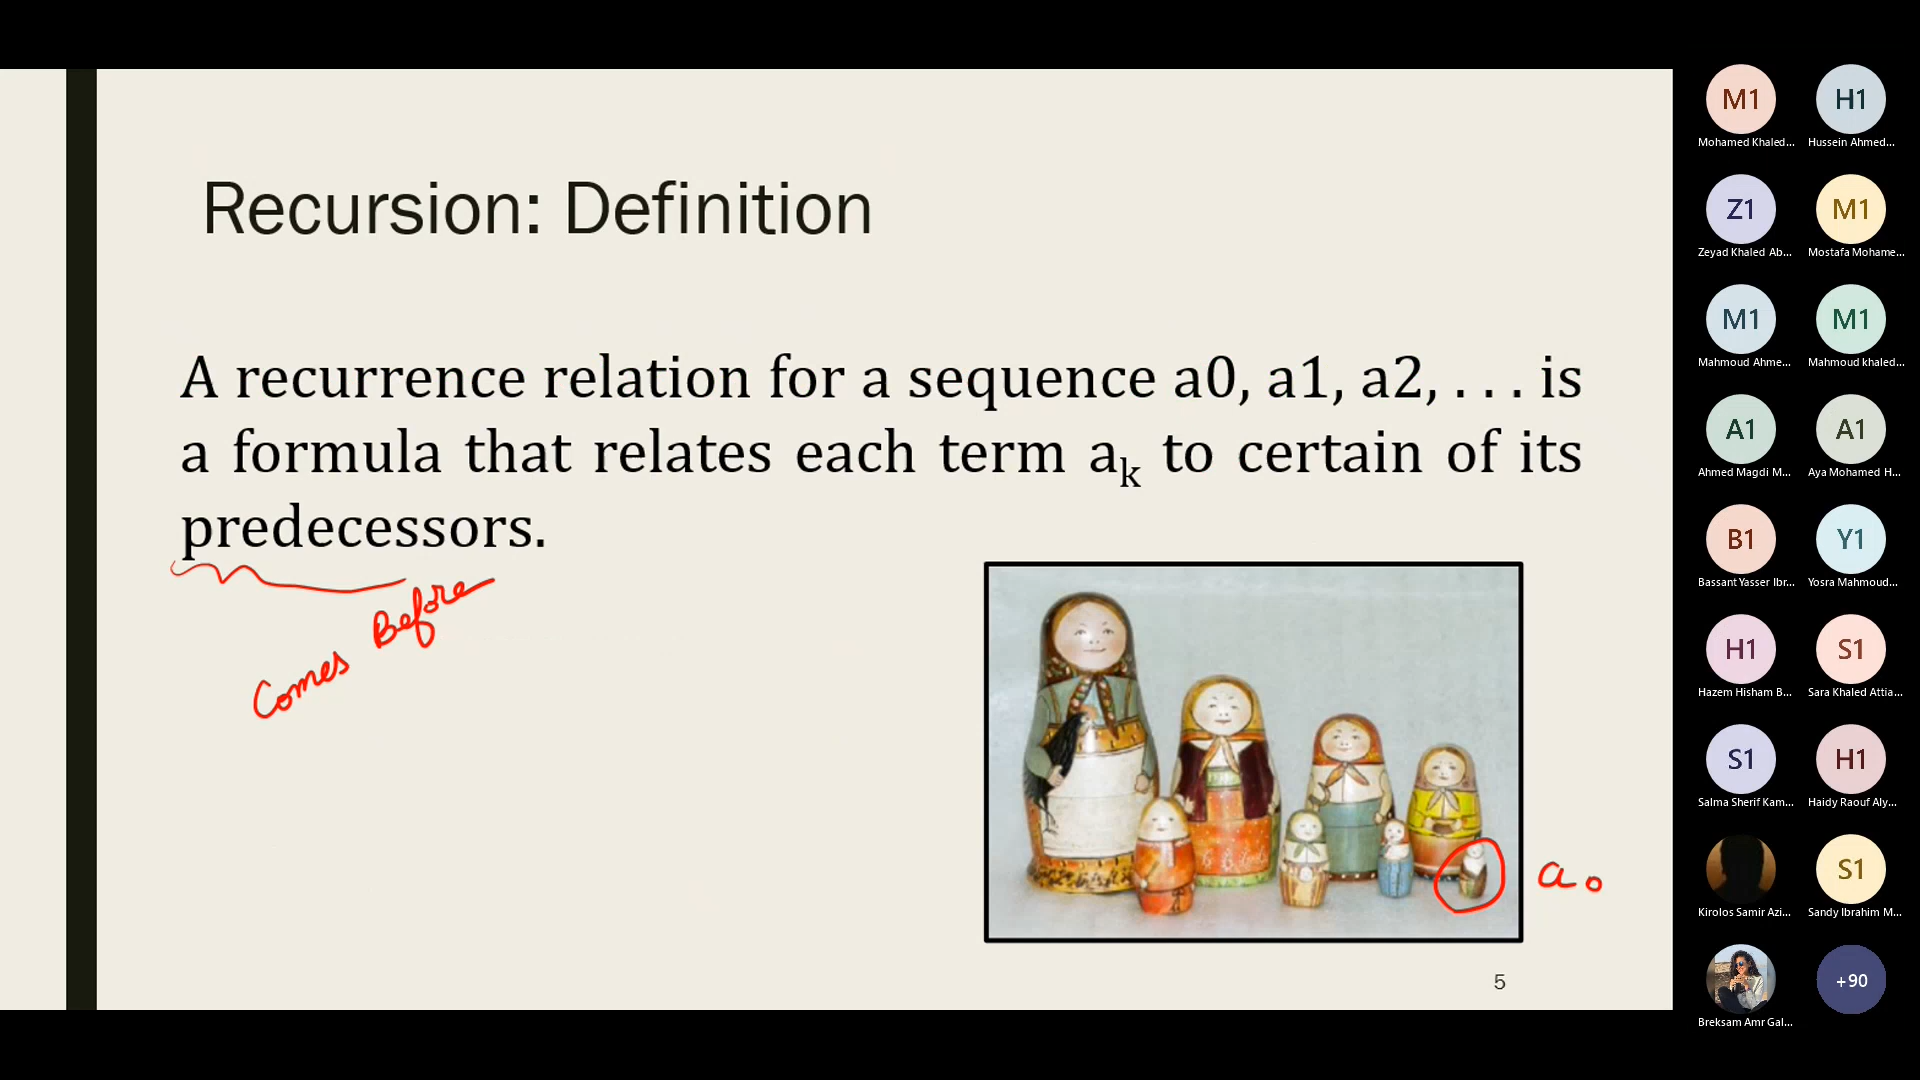 Recursion: Definition
A recurrence relation for a sequence a0, a1, a2, . . . is
a formula that relates each term aₖ to certain of its
predecessors.
Comes Before
a₀
5
M1
H1
Mohamed Khaled...
Hussein Ahmed...
Z1
M1
Zeyad Khaled Ab...
Mostafa Mohame...
M1
M1
Mahmoud Ahme...
Mahmoud khaled...
A1
A1
Ahmed Magdi M...
Aya Mohamed H...
B1
Y1
Bassant Yasser Ibr...
Yosra Mahmoud...
H1
S1
Hazem Hisham B...
Sara Khaled Attia...
S1
H1
Salma Sherif Kam...
Haidy Raouf Aly...
S1
Kirolos Samir Azi...
Sandy Ibrahim M...
+90
Breksam Amr Gal...